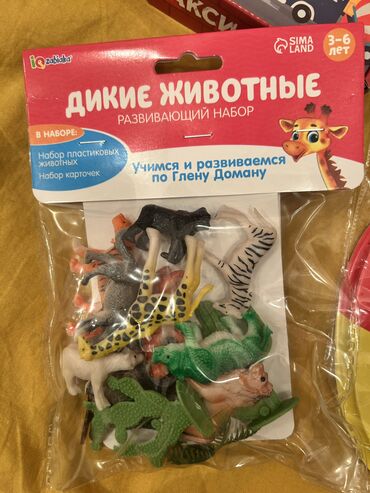 АКСИ
iQ zabiaka
SIMA
LAND
3-6
лет
ДИКИЕ ЖИВОТНЫЕ
РАЗВИВАЮЩИЙ НАБОР
В НАБОРЕ:
Набор пластиковых
животных
Набор карточек
Учимся и развиваемся
по Глену Доману